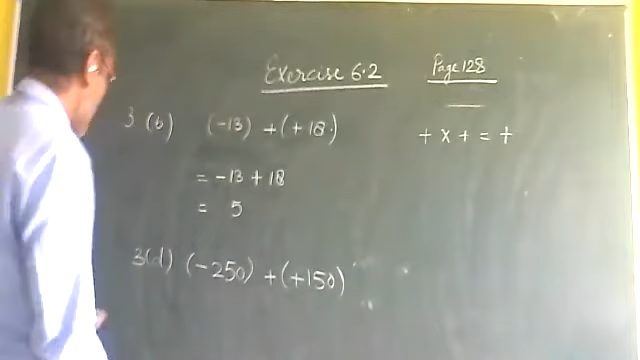 Exercise 6.2 Page 128
3 (b) (-13) + (+18) + x + = +
= -13 + 18
= 5
3(d) (-250) + (+150)